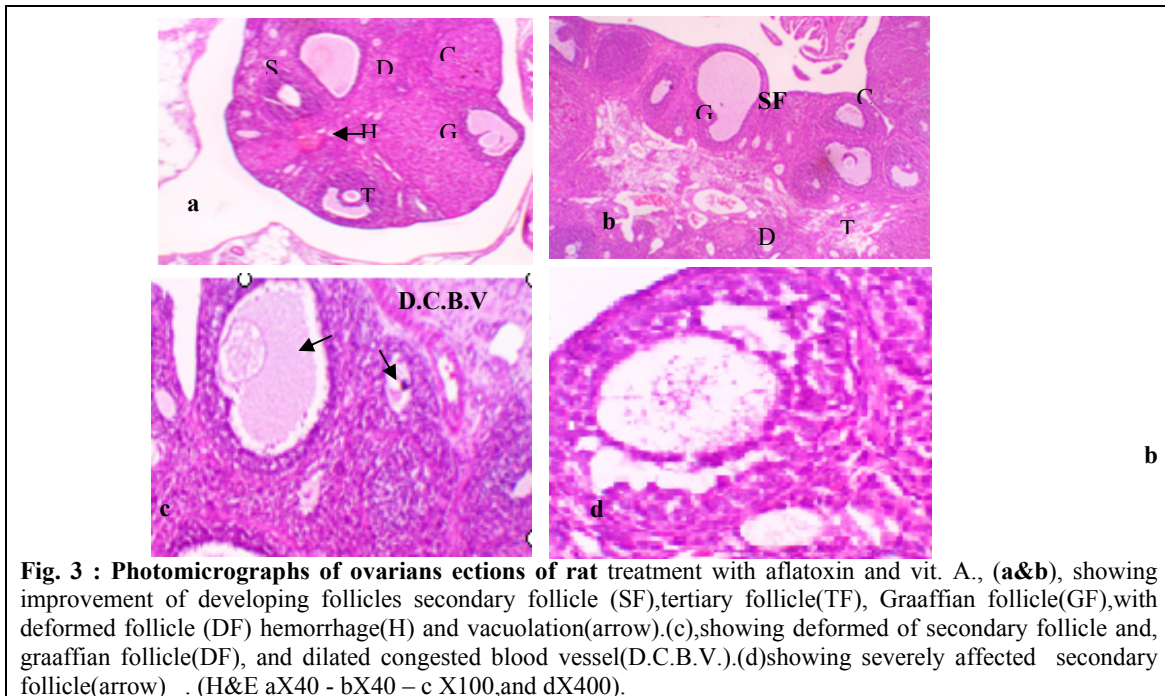 S D C
H G
T
a
G SF C
b
D T
D.C.B.V
c
d
b
Fig. 3 : Photomicrographs of ovarians ections of rat treatment with aflatoxin and vit. A., (a&b), showing
improvement of developing follicles secondary follicle (SF),tertiary follicle(TF), Graaffian follicle(GF),with
deformed follicle (DF) hemorrhage(H) and vacuolation(arrow).(c),showing deformed of secondary follicle and,
graaffian follicle(DF), and dilated congested blood vessel(D.C.B.V.).(d)showing severely affected secondary
follicle(arrow) . (H&E aX40 - bX40 – c X100,and dX400).